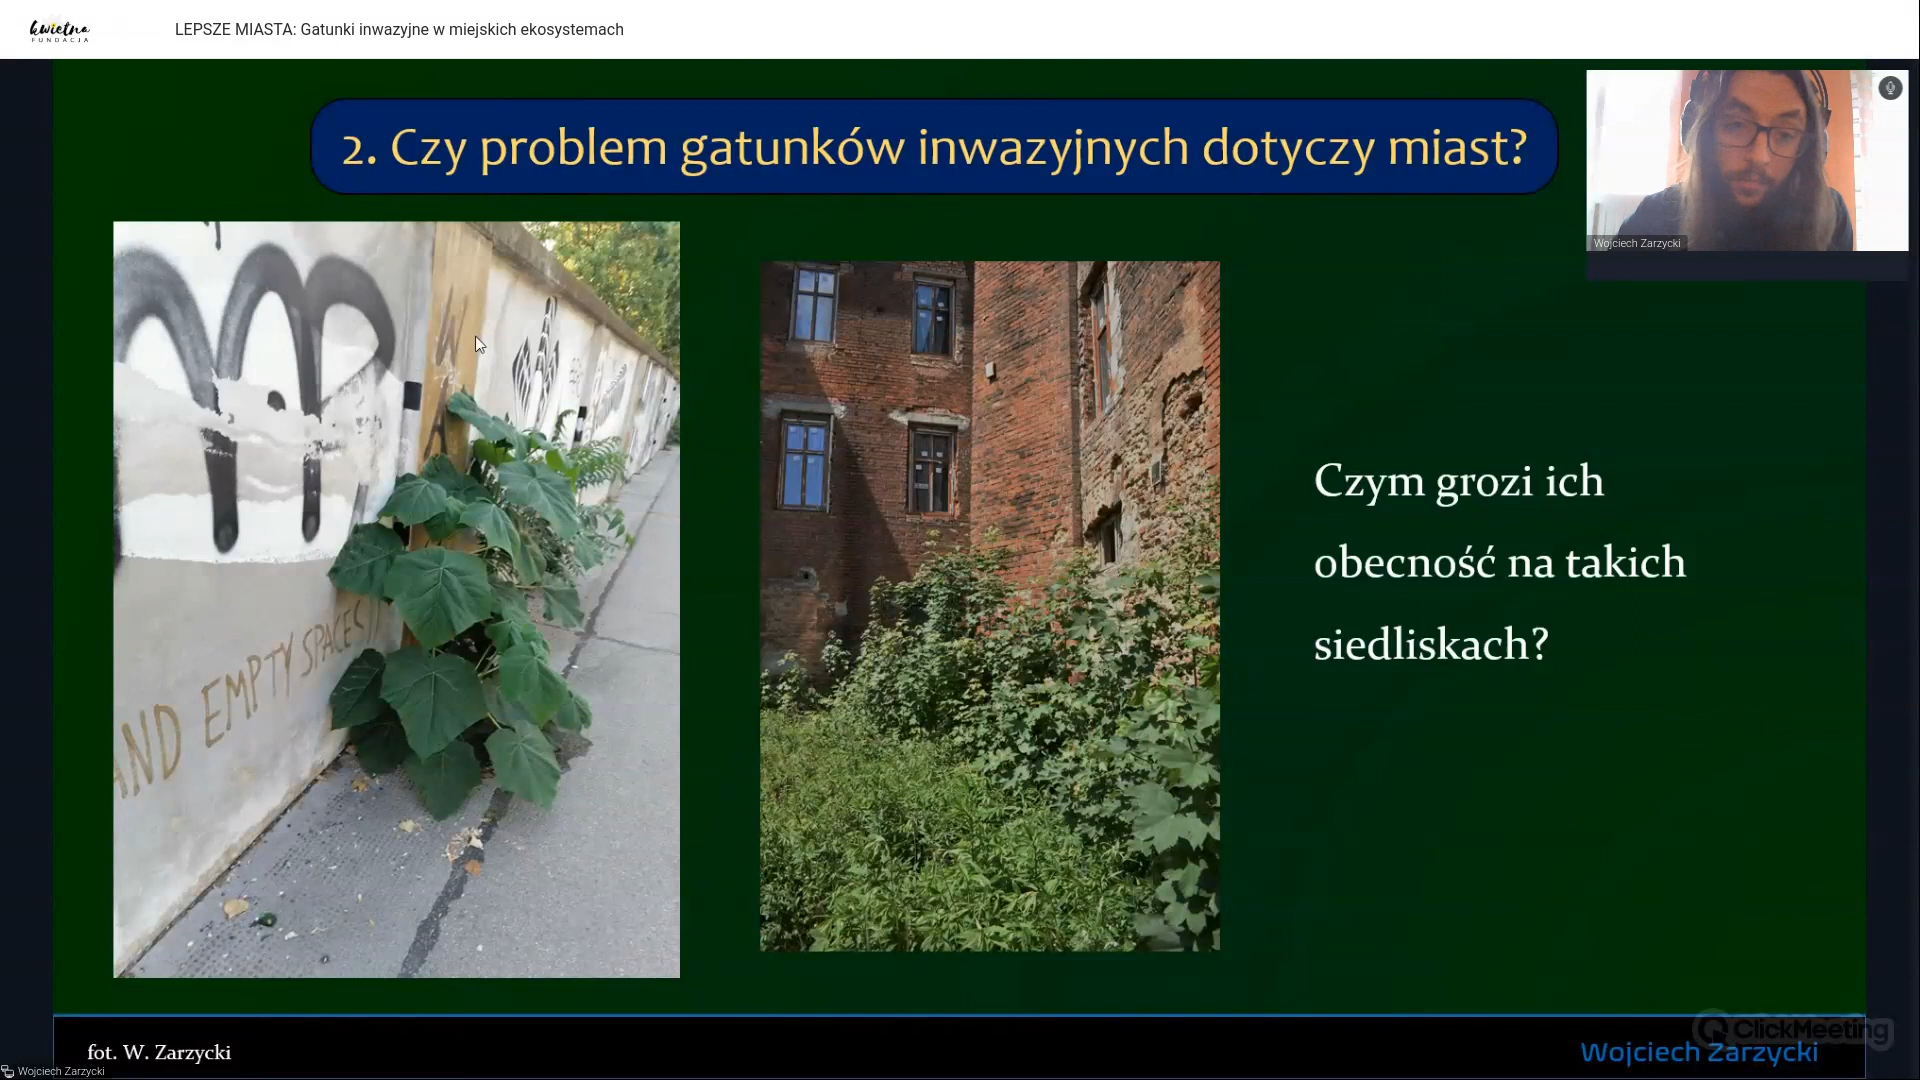 kwietna
FUNDACJA
LEPSZE MIASTA: Gatunki inwazyjne w miejskich ekosystemach
2. Czy problem gatunków inwazyjnych dotyczy miast?
Wojciech Zarzycki
AND EMPTY SPACES
Czym grozi ich
obecność na takich
siedliskach?
fot. W. Zarzycki
ClickMeeting
Wojciech Zarzycki
Wojciech Zarzycki